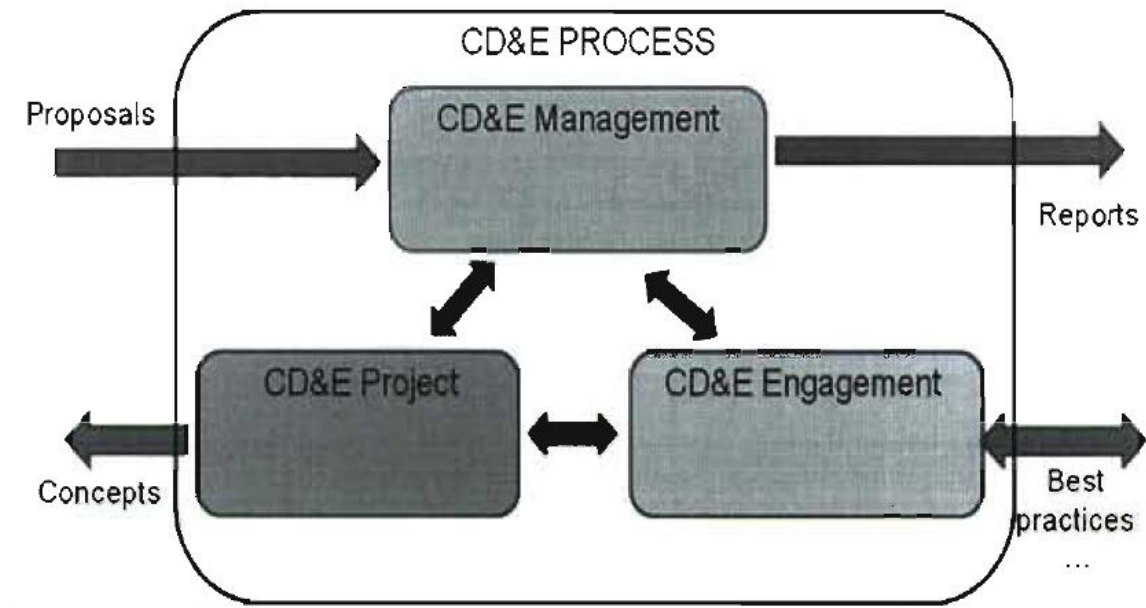 CD&E PROCESS
Proposals
CD&E Management
Reports
CD&E Project
CD&E Engagement
Concepts
Best
practices
...